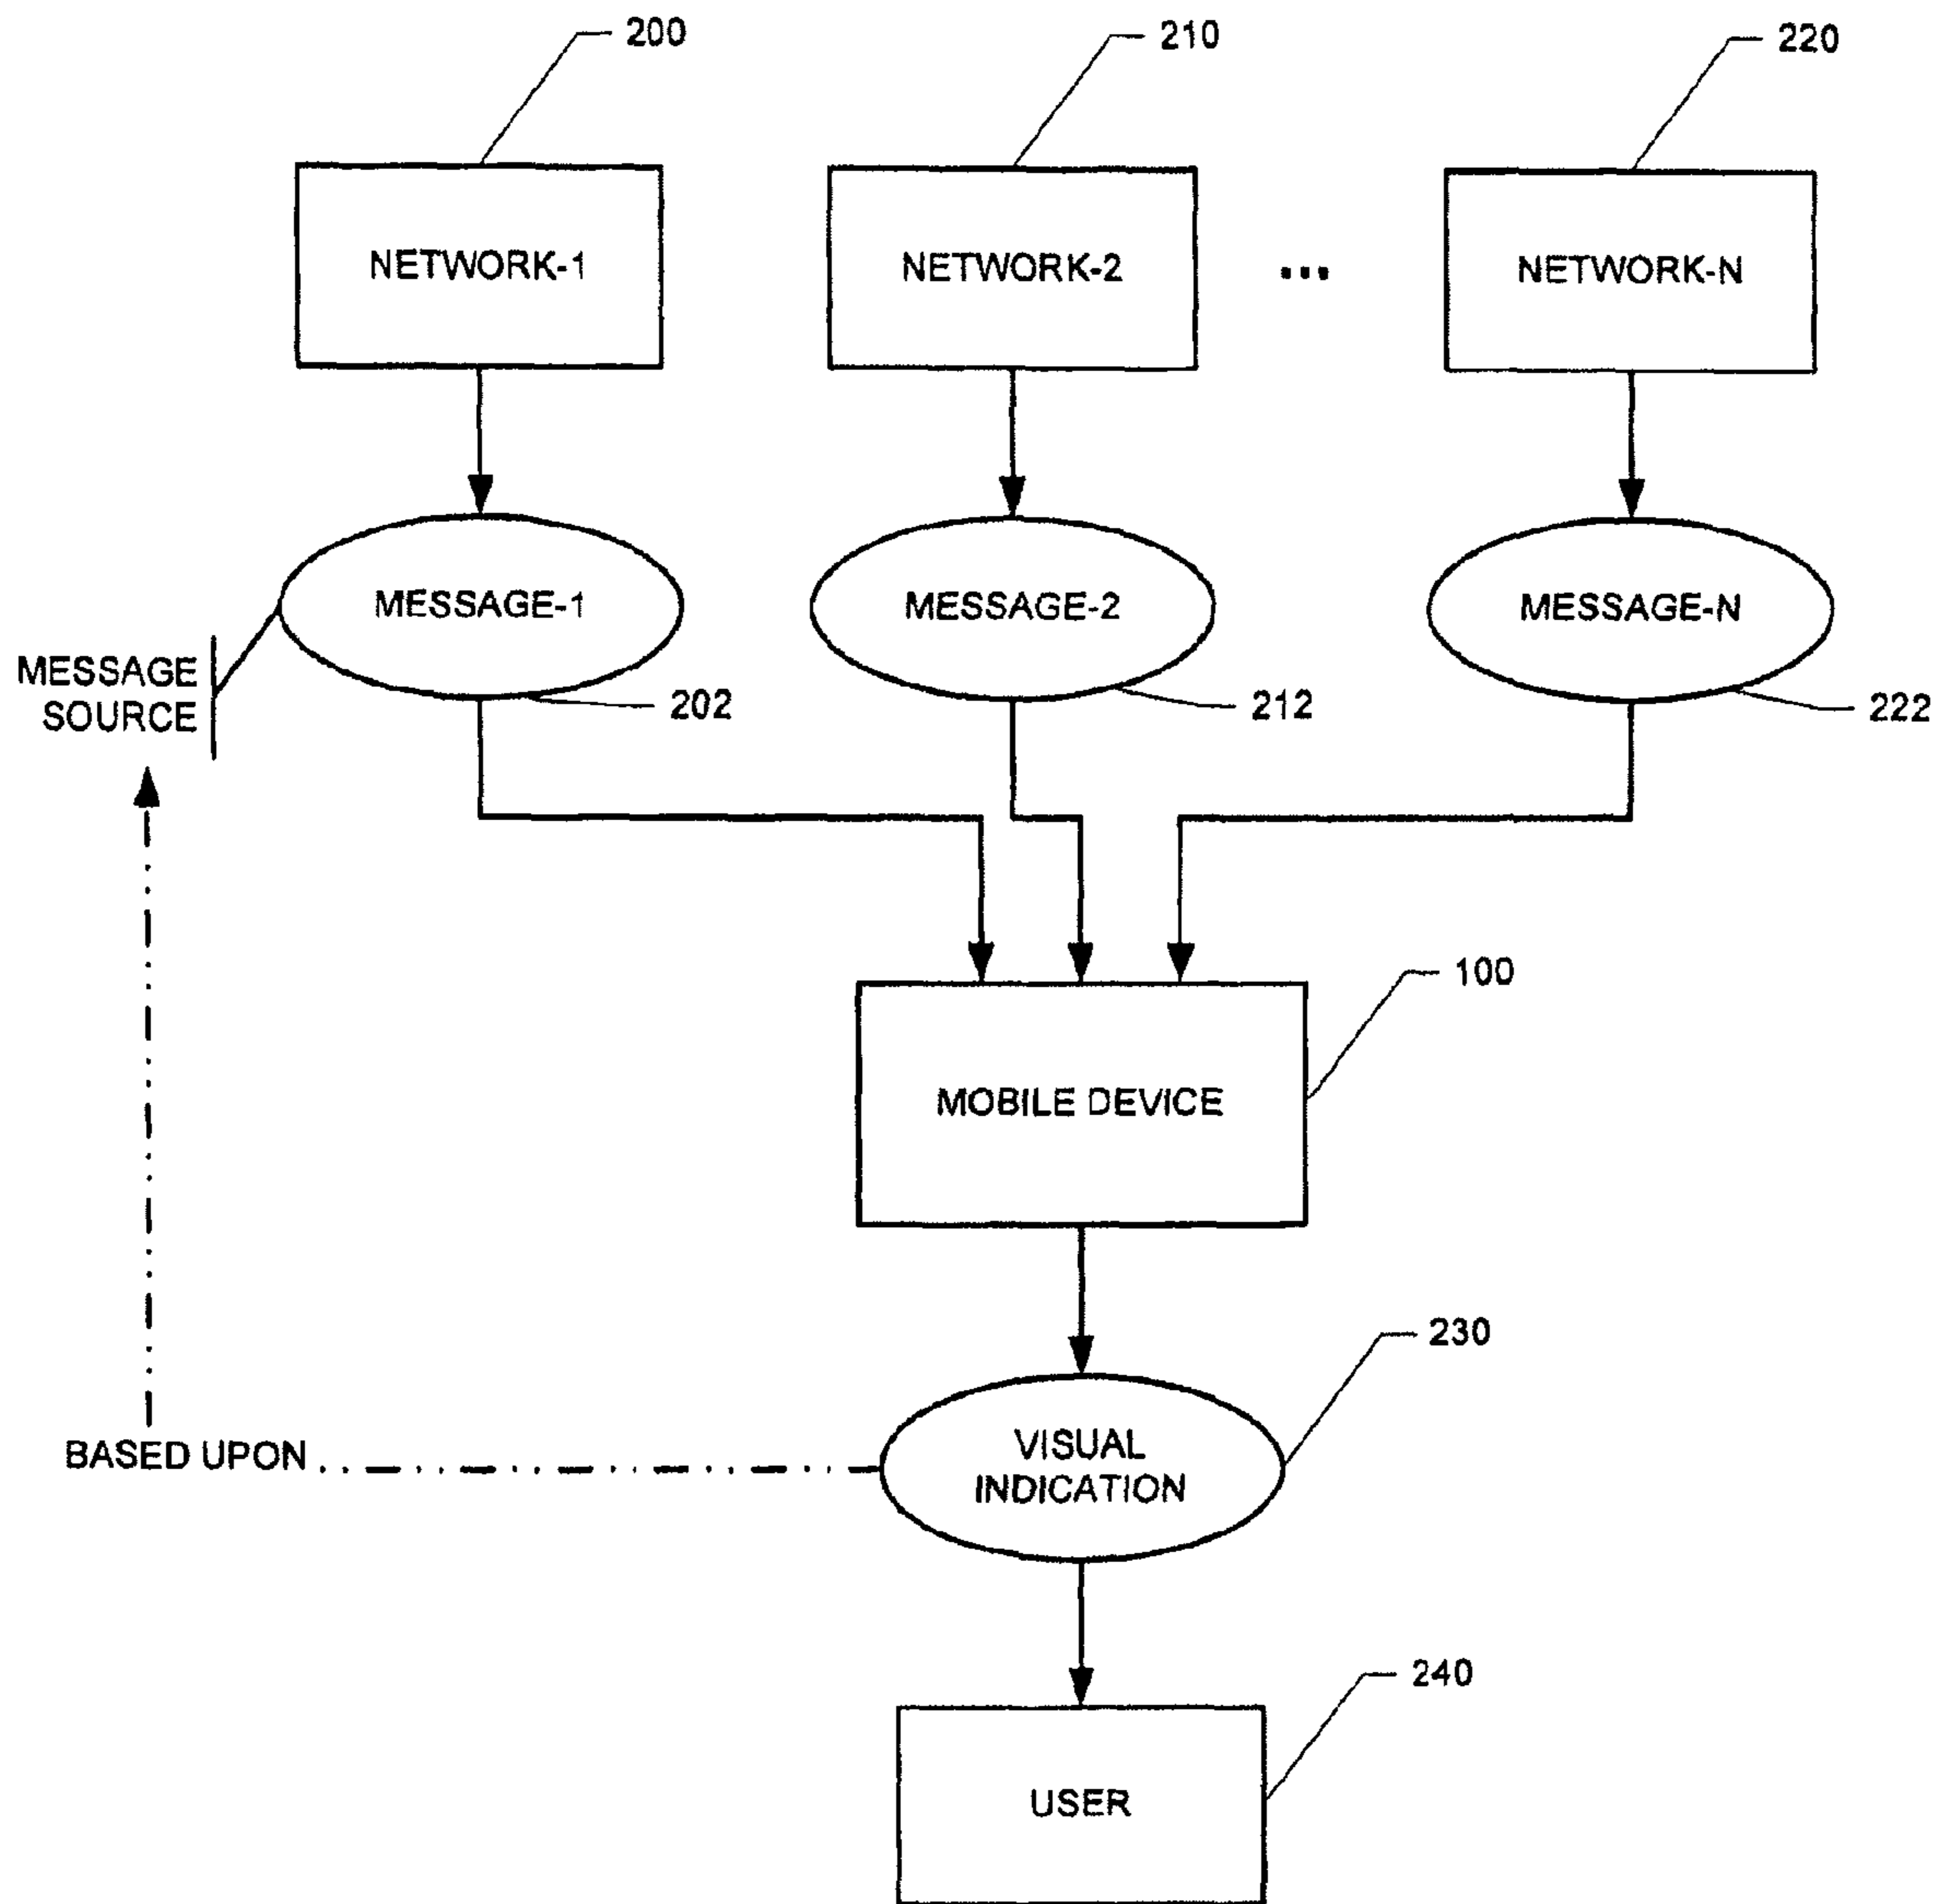 200
210
220
NETWORK-1
NETWORK-2
...
NETWORK-N
MESSAGE-1
MESSAGE-2
MESSAGE-N
MESSAGE
SOURCE
202
212
222
100
MOBILE DEVICE
230
VISUAL
INDICATION
BASED UPON
240
USER